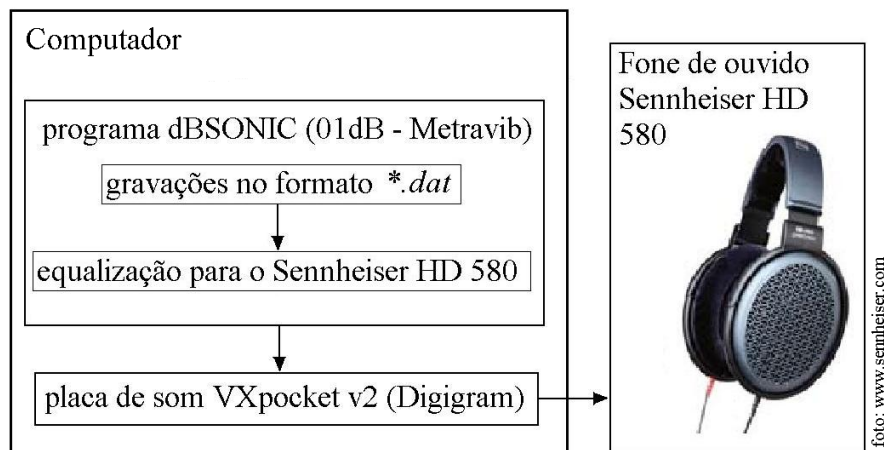 Computador
programa dBSONIC (01dB - Metravib)
gravações no formato *.dat
equalização para o Sennheiser HD 580
placa de som VXpocket v2 (Digigram)
Fone de ouvido
Sennheiser HD
580
foto: www.sennheiser.com